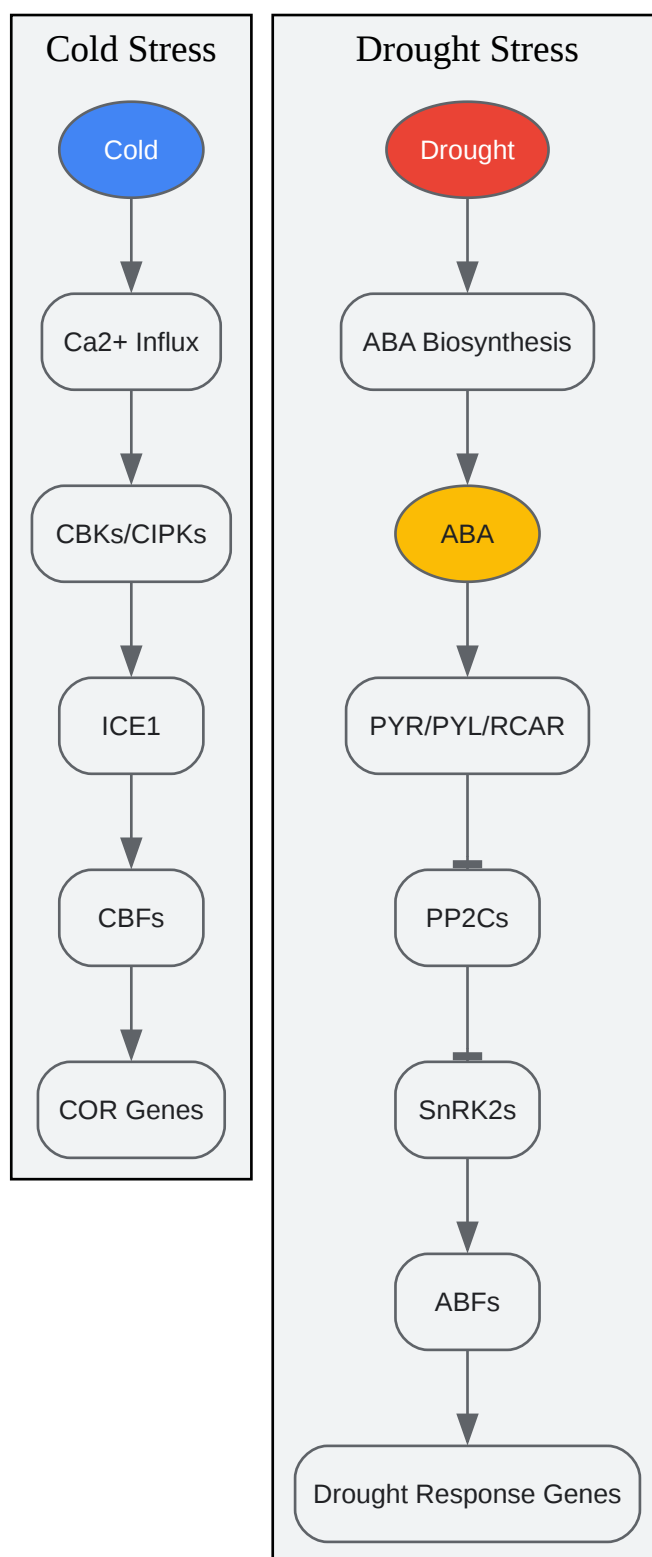 Cold Stress
Cold
Ca2+ Influx
CBKs/CIPKs
ICE1
CBFs
COR Genes
Drought Stress
Drought
ABA Biosynthesis
ABA
PYR/PYL/RCAR
PP2Cs
SnRK2s
ABFs
Drought Response Genes